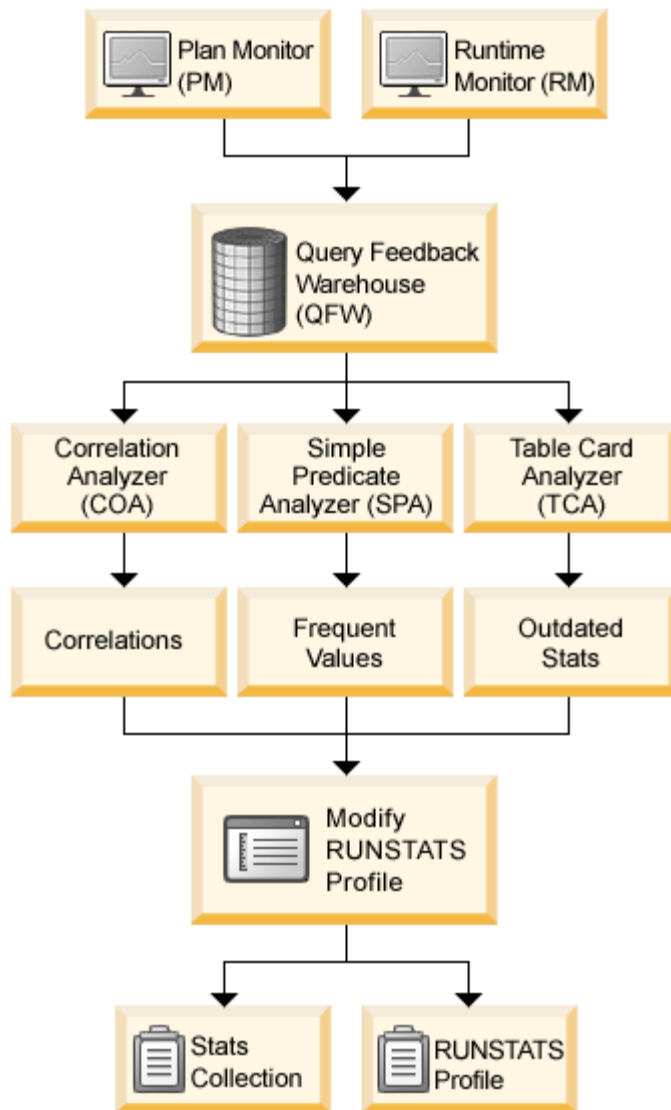 Plan Monitor
(PM)
Runtime
Monitor (RM)
Query Feedback
Warehouse
(QFW)
Correlation
Analyzer
(COA)
Simple
Predicate
Analyzer (SPA)
Table Card
Analyzer
(TCA)
Correlations
Frequent
Values
Outdated
Stats
Modify
RUNSTATS
Profile
Stats
Collection
RUNSTATS
Profile